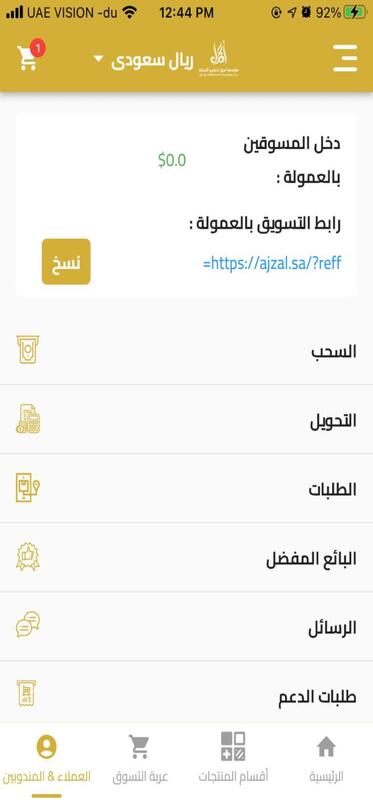 UAE VISION -du 12:44 PM 92%
1
ريال سعودى
دخل المسوقين
بالعمولة :
$0.0
رابط التسويق بالعمولة :
https://ajzal.sa/?reff=
نسخ
السحب
التحويل
الطلبات
البائع المفضل
الرسائل
طلبات الدعم
الرئيسية
أقسام المنتجات
عربة التسوق
العملاء & المندوبين